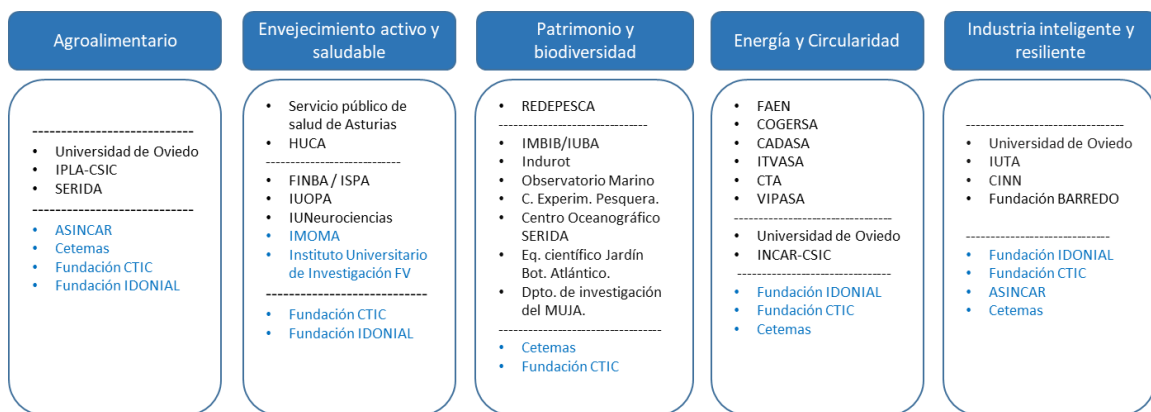 Agroalimentario
--------------------------
• Universidad de Oviedo
• IPLA-CSIC
• SERIDA
--------------------------
• ASINCAR
• Cetemas
• Fundación CTIC
• Fundación IDONIAL
Envejecimiento activo y
saludable
• Servicio público de
salud de Asturias
• HUCA
--------------------------
• FINBA / ISPA
• IUOPA
• IUNeurociencias
• IMOMA
• Instituto Universitario
de Investigación FV
--------------------------
• Fundación CTIC
• Fundación IDONIAL
Patrimonio y
biodiversidad
• REDEPESCA
--------------------------
• IMBIB/IUBA
• Indurot
• Observatorio Marino
• C. Experim. Pesquera.
• Centro Oceanográfico
SERIDA
• Eq. científico Jardín
Bot. Atlántico.
• Dpto. de investigación
del MUJA.
--------------------------
• Cetemas
• Fundación CTIC
Energía y Circularidad
• FAEN
• COGERSA
• CADASA
• ITVASA
• CTA
• VIPASA
--------------------------
• Universidad de Oviedo
• INCAR-CSIC
--------------------------
• Fundación IDONIAL
• Fundación CTIC
• Cetemas
Industria inteligente y
resiliente
--------------------------
• Universidad de Oviedo
• IUTA
• CINN
• Fundación BARREDO
--------------------------
• Fundación IDONIAL
• Fundación CTIC
• ASINCAR
• Cetemas